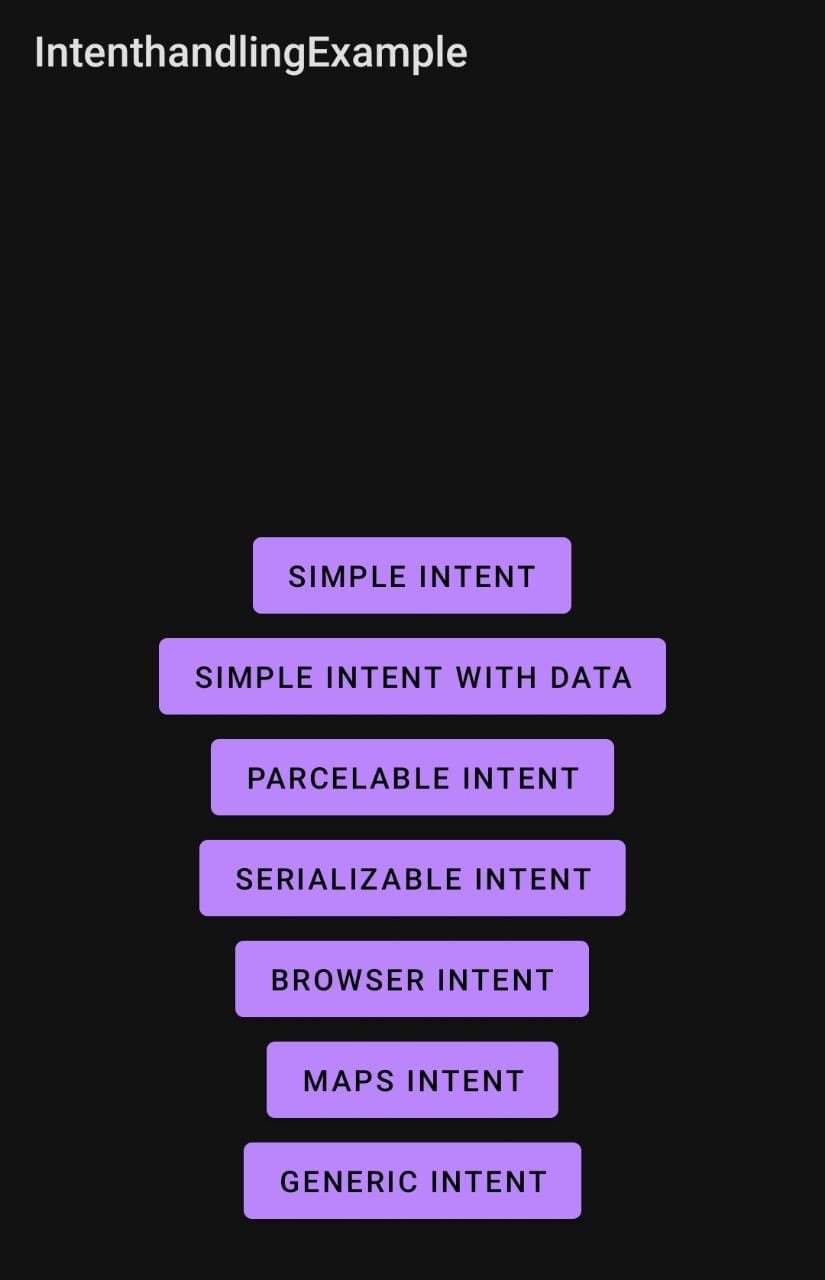 IntenthandlingExample
SIMPLE INTENT
SIMPLE INTENT WITH DATA
PARCELABLE INTENT
SERIALIZABLE INTENT
BROWSER INTENT
MAPS INTENT
GENERIC INTENT